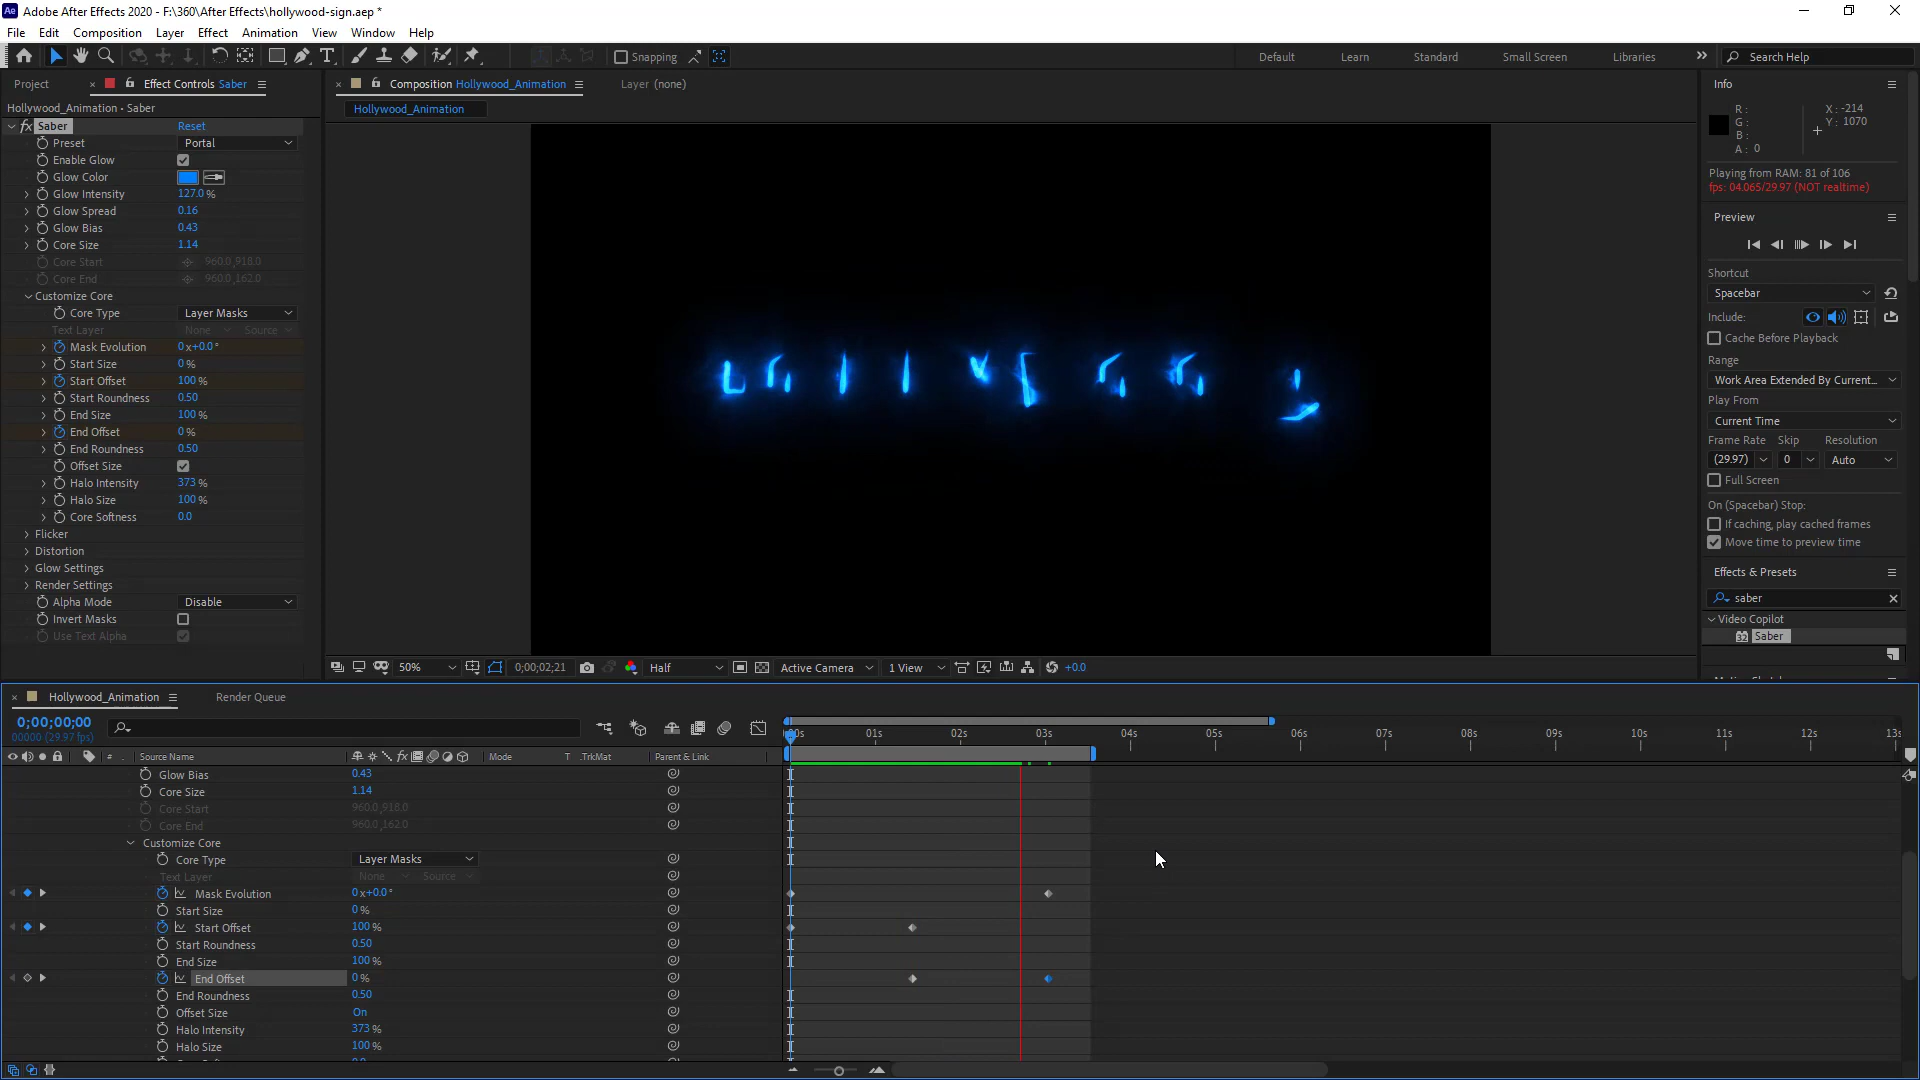 Ae Adobe After Effects 2020 - F:\360\After Effects\hollywood-sign.aep *
File Edit Composition Layer Effect Animation View Window Help
Snapping Default Learn Standard Small Screen Libraries Search Help
Project Effect Controls Saber
Composition Hollywood_Animation Layer (none)
Hollywood_Animation • Saber
Hollywood_Animation
fx Saber Reset
Preset Portal
Enable Glow
Glow Color
Glow Intensity 127.0 %
Glow Spread 0.16
Glow Bias 0.43
Core Size 1.14
Core Start 960.0,918.0
Core End 960.0,162.0
Customize Core
Core Type Layer Masks
Text Layer None Source
Mask Evolution 0x+0.0°
Start Size 0 %
Start Offset 100 %
Start Roundness 0.50
End Size 100 %
End Offset 0 %
End Roundness 0.50
Offset Size
Halo Intensity 373 %
Halo Size 100 %
Core Softness 0.0
Flicker
Distortion
Glow Settings
Render Settings
Alpha Mode Disable
Invert Masks
Use Text Alpha
50% 0;00;02;21 Half Active Camera 1 View +0.0
Info
R: X: -214
G: Y: 1070
B:
A: 0
Playing from RAM: 81 of 106
fps: 04.065/29.97 (NOT realtime)
Preview
Shortcut
Spacebar
Include:
Cache Before Playback
Range
Work Area Extended By Current...
Play From
Current Time
Frame Rate Skip Resolution
(29.97) 0 Auto
Full Screen
On (Spacebar) Stop:
If caching, play cached frames
Move time to preview time
Effects & Presets
saber
Video Copilot
32 Saber
Hollywood_Animation Render Queue
0;00;00;00
00000 (29.97 fps)
01s 02s 03s 04s 05s 06s 07s 08s 09s 10s 11s 12s 13s
# Source Name fx Mode T .TrkMat Parent & Link
Glow Bias 0.43
Core Size 1.14
Core Start 960.0,918.0
Core End 960.0,162.0
Customize Core
Core Type Layer Masks
Text Layer None Source
Mask Evolution 0x+0.0°
Start Size 0 %
Start Offset 100 %
Start Roundness 0.50
End Size 100 %
End Offset 0 %
End Roundness 0.50
Offset Size On
Halo Intensity 373 %
Halo Size 100 %